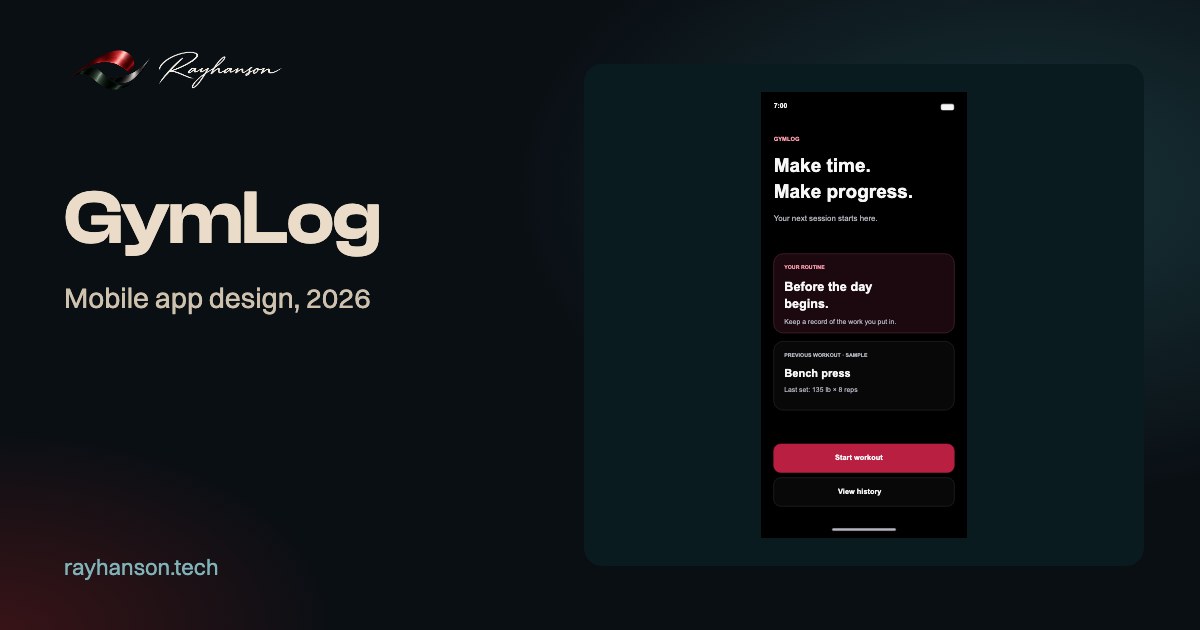 Rayhanson
GymLog
Mobile app design, 2026
rayhanson.tech
7:00
GYMLOG
Make time.
Make progress.
Your next session starts here.
YOUR ROUTINE
Before the day
begins.
Keep a record of the work you put in.
PREVIOUS WORKOUT · SAMPLE
Bench press
Last set: 135 lb × 8 reps
Start workout
View history